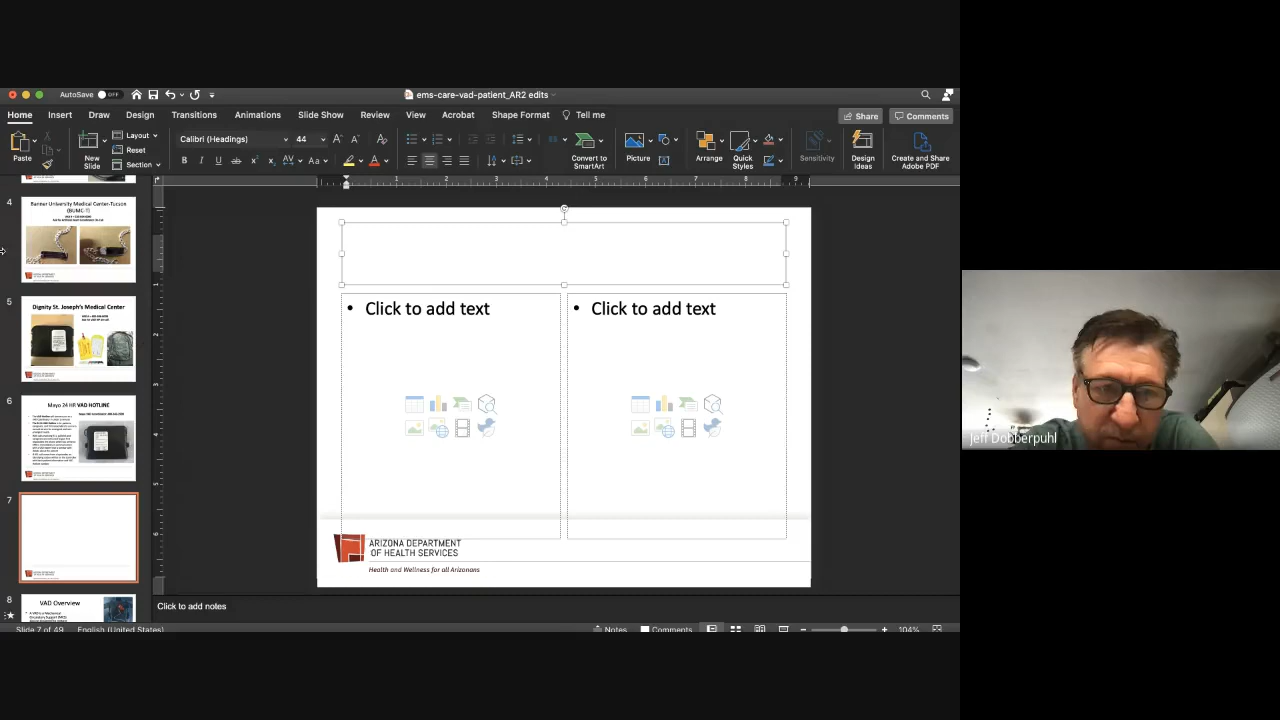 AutoSave OFF
ems-care-vad-patient_AR2 edits
Home Insert Draw Design Transitions Animations Slide Show Review View Acrobat Shape Format Tell me
Share Comments
Paste
New Slide
Layout
Reset
Section
Calibri (Headings) 44
Convert to SmartArt
Picture
Arrange
Quick Styles
Sensitivity
Design Ideas
Create and Share Adobe PDF
4
Banner University Medical Center-Tucson (BUMC-T)
5
Dignity St. Joseph's Medical Center
6
Mayo 24 HR VAD HOTLINE
7
8
VAD Overview
• Click to add text
• Click to add text
ARIZONA DEPARTMENT
OF HEALTH SERVICES
Health and Wellness for all Arizonans
Click to add notes
Slide 7 of 49 English (United States)
Notes Comments 104%
Jeff Dobberpuhl